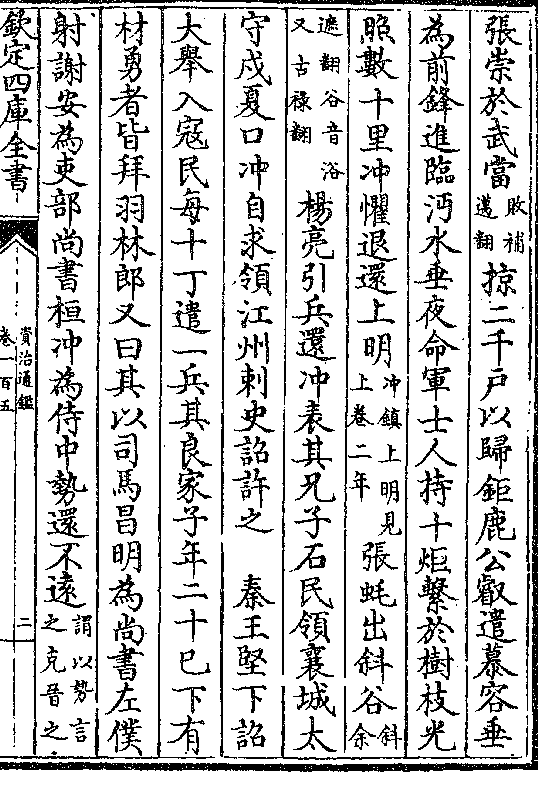 張崇於武當敗補邁翻掠二千户以歸鉅鹿公叡遣慕容垂
為前鋒進臨沔水垂夜命軍士人持十炬繫於樹枝光
照數十里冲懼退還上明冲鎮上明見上卷二年張蚝出斜谷斜余
遮翻谷音浴又古祿翻楊亮引兵還冲表其兄子石民領襄城太
守戍夏口冲自求領江州刺史詔許之　秦王堅下詔
大舉入寇民每十丁遣一兵其良家子年二十巳下有
材勇者皆拜羽林郎又曰其以司馬昌明為尚書左僕
射謝安為吏部尚書桓冲為侍中勢還不遠謂以勢言之克晉之
欽定四庫全書
資治通鑑
卷一百五
二